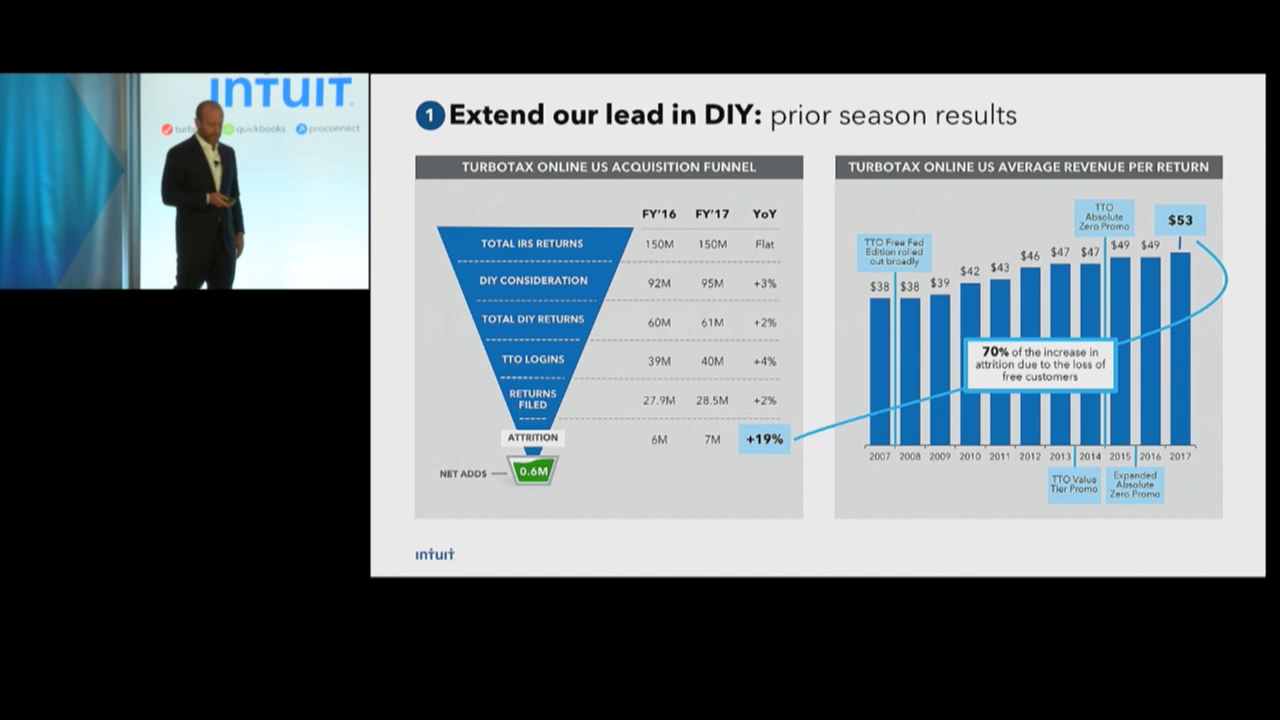 intuit
turb
quickbooks
proconnect
1 Extend our lead in DIY: prior season results
TURBOTAX ONLINE US ACQUISITION FUNNEL
FY'16 FY'17 YoY
TOTAL IRS RETURNS 150M 150M Flat
DIY CONSIDERATION 92M 95M +3%
TOTAL DIY RETURNS 60M 61M +2%
TTO LOGINS 39M 40M +4%
RETURNS
FILED 27.9M 28.5M +2%
ATTRITION 6M 7M +19%
NET ADDS 0.6M
TURBOTAX ONLINE US AVERAGE REVENUE PER RETURN
TTO Free Fed
Edition rolled
out broadly
TTO
Absolute
Zero Promo
$38 $38 $39 $42 $43 $46 $47 $47 $49 $49 $53
70% of the increase in
attrition due to the loss of
free customers
2007 2008 2009 2010 2011 2012 2013 2014 2015 2016 2017
TTO Value
Tier Promo
Expanded
Absolute
Zero Promo
intuit